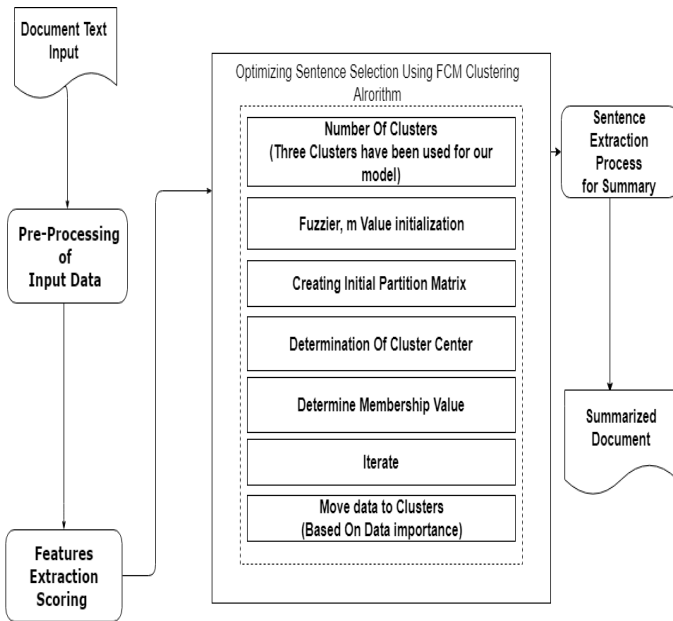 Document Text
Input
Pre-Processing
of
Input Data
Features
Extraction
Scoring
Optimizing Sentence Selection Using FCM Clustering
Alrorithm
Number Of Clusters
(Three Clusters have been used for our
model)
Fuzzier, m Value initialization
Creating Initial Partition Matrix
Determination Of Cluster Center
Determine Membership Value
Iterate
Move data to Clusters
(Based On Data importance)
Sentence
Extraction
Process
for Summary
Summarized
Document